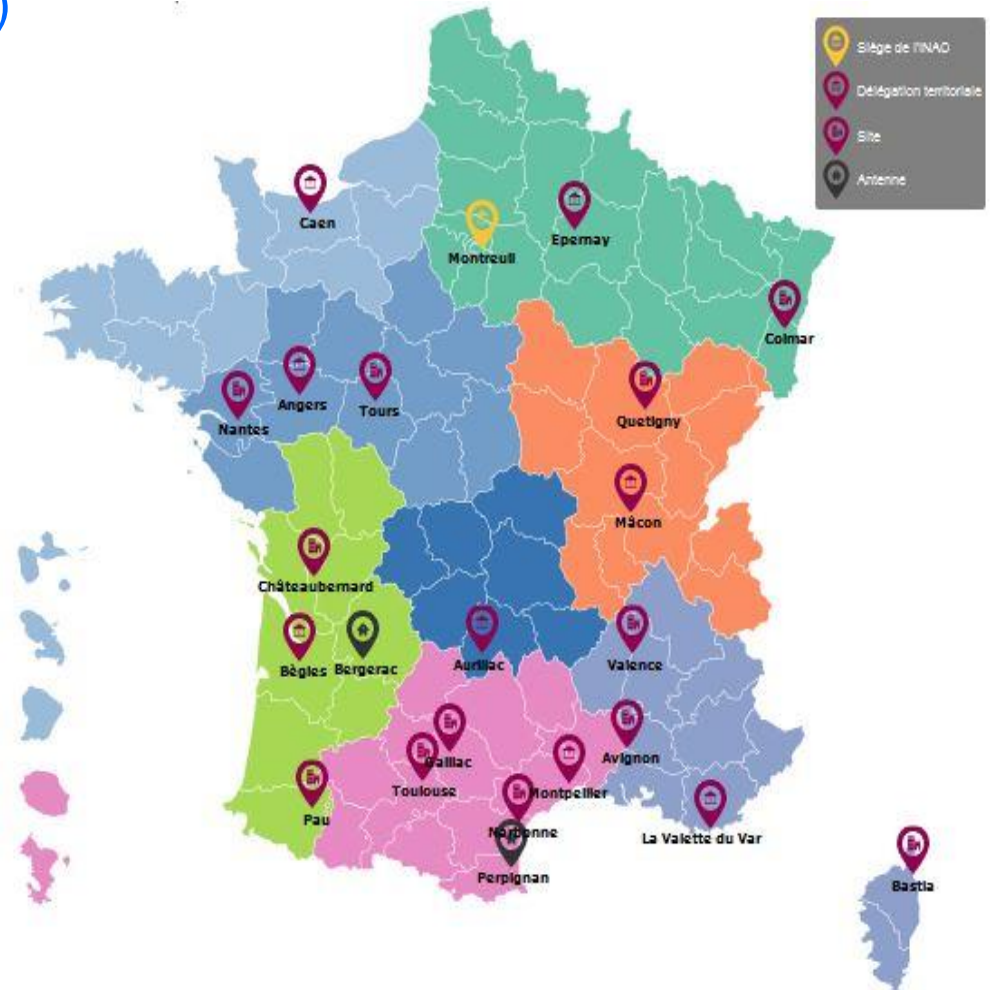 Siège de l'INAO
Délégation territoriale
Site
Antenne
Caen
Epernay
Montreuil
Colmar
Angers
Tours
Nantes
Quetigny
Mâcon
Châteaubernard
Bègles
Bergerac
Aurillac
Valence
Gaillac
Avignon
Toulouse
Montpellier
Pau
Narbonne
La Valette du Var
Perpignan
Bastia